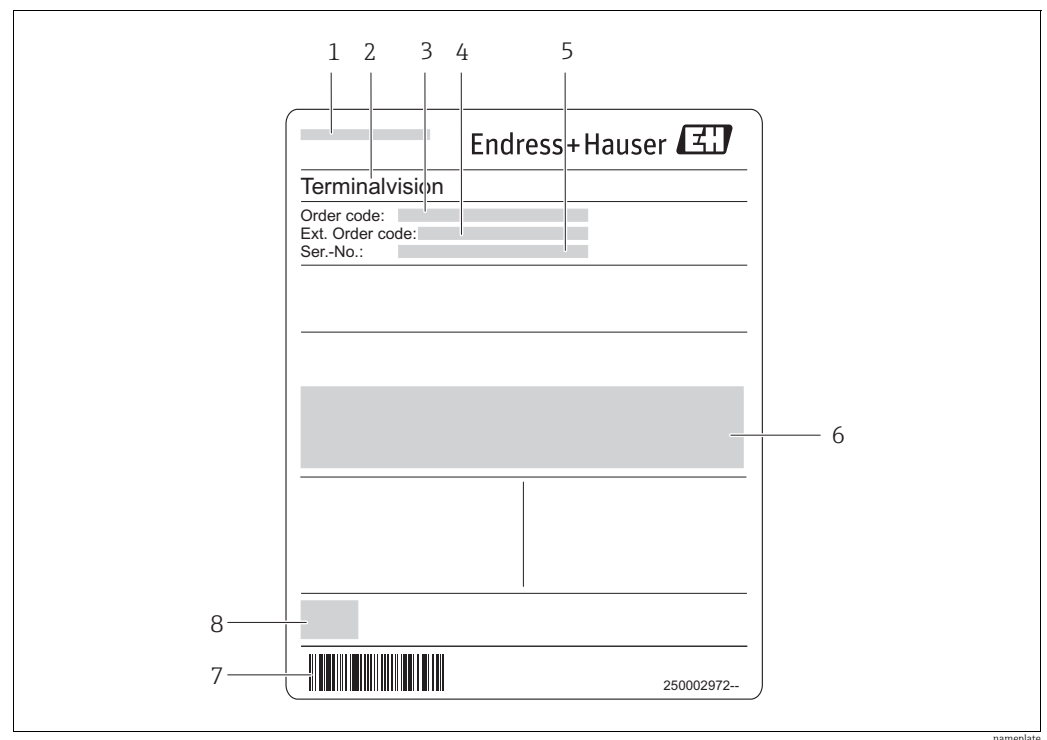 1 2 3 4 5
Endress+Hauser EH
Terminalvision
Order code:
Ext. Order code:
Ser.-No.:
6
8
7
250002972--
nameplate